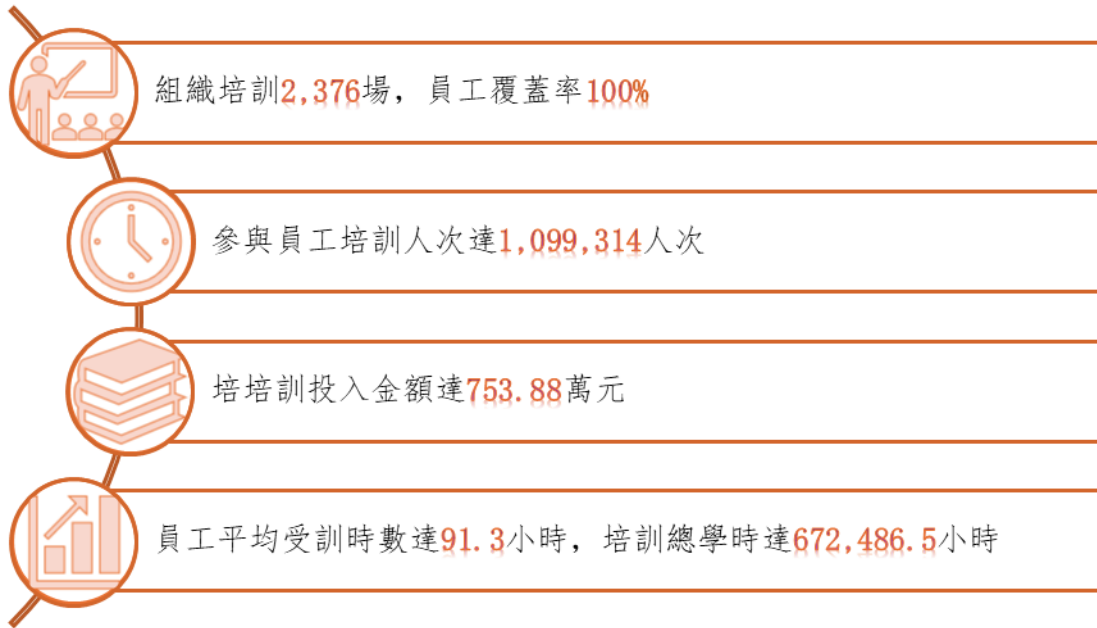 組織培訓2,376場，員工覆蓋率100%
參與員工培訓人次達1,099,314人次
培培訓投入金額達753.88萬元
員工平均受訓時數達91.3小時，培訓總學時達672,486.5小時